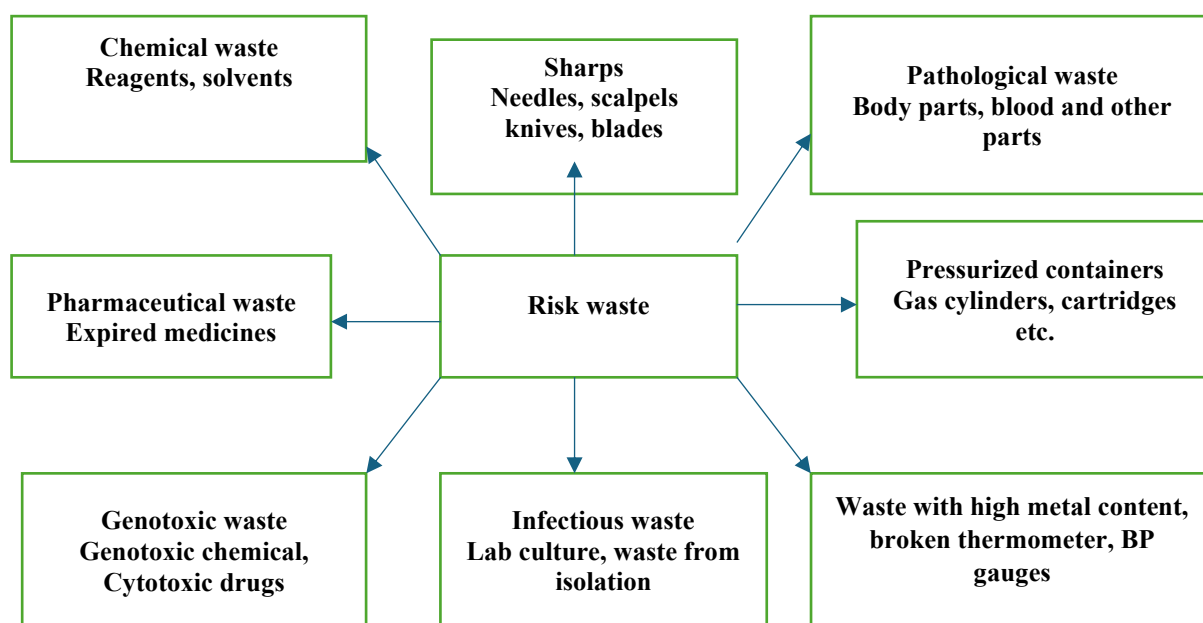 Chemical waste
Reagents, solvents
Sharps
Needles, scalpels
knives, blades
Pathological waste
Body parts, blood and other
parts
Pharmaceutical waste
Expired medicines
Risk waste
Pressurized containers
Gas cylinders, cartridges
etc.
Genotoxic waste
Genotoxic chemical,
Cytotoxic drugs
Infectious waste
Lab culture, waste from
isolation
Waste with high metal content,
broken thermometer, BP
gauges